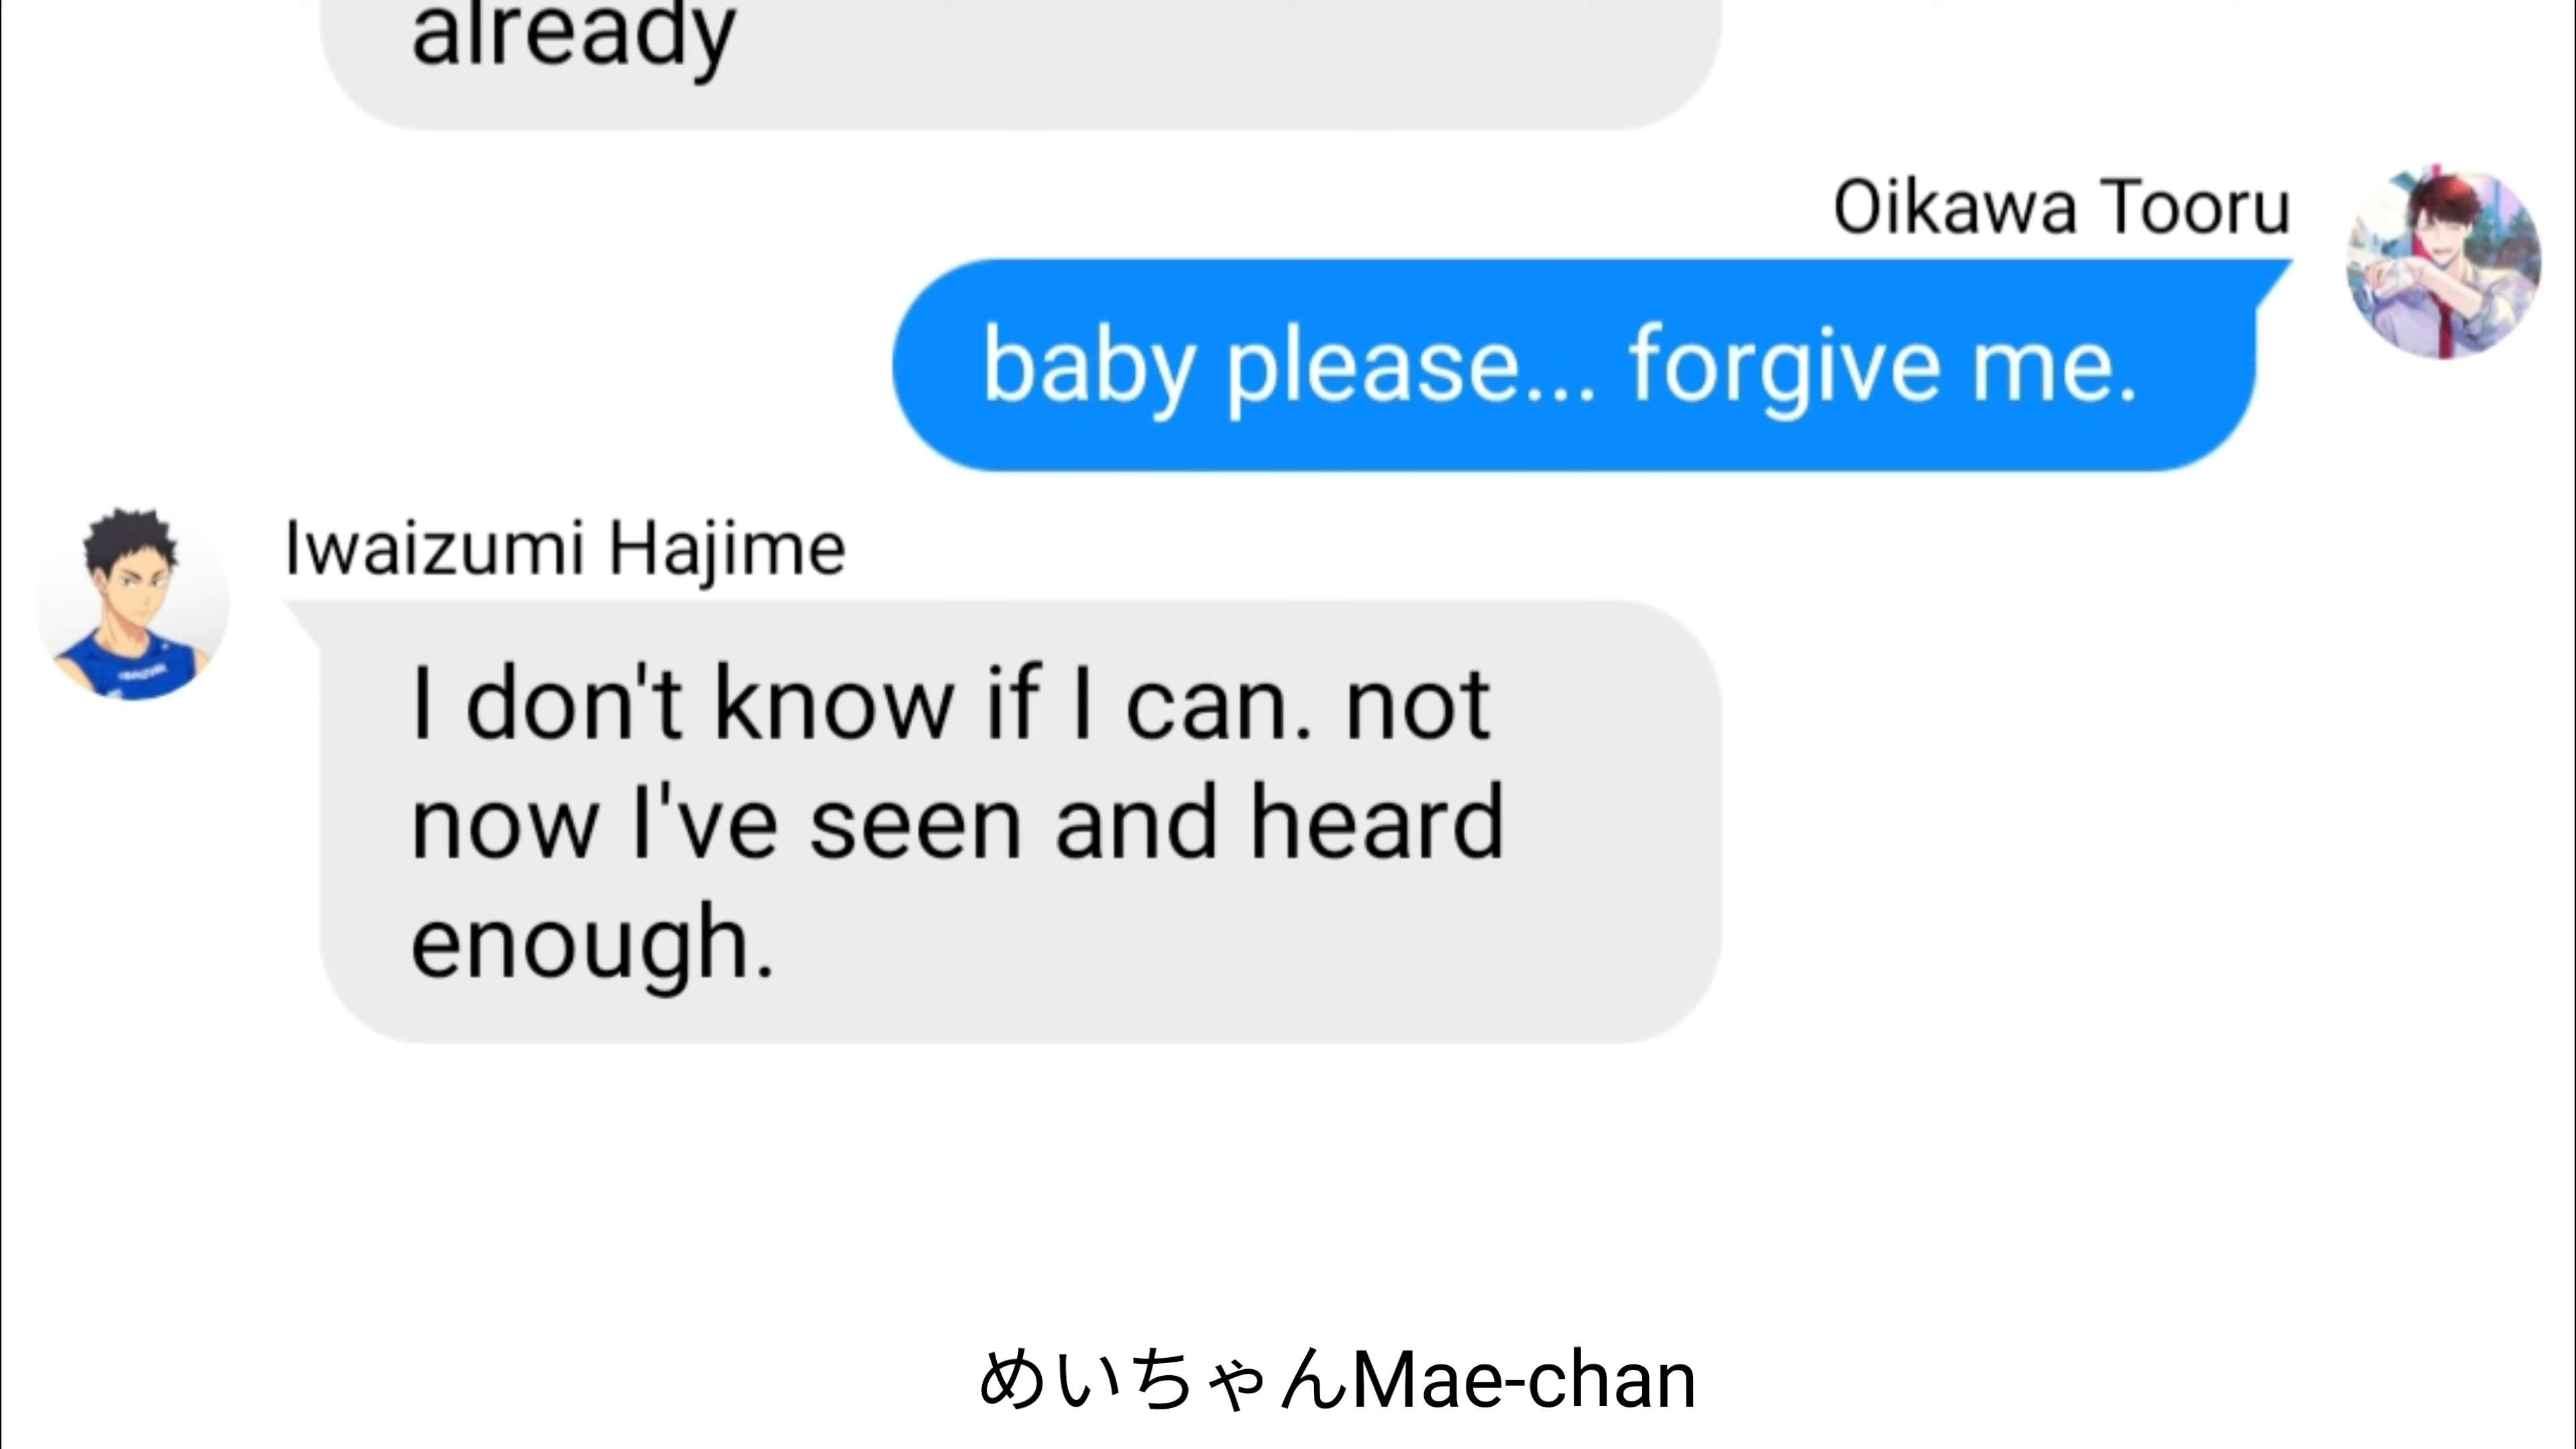 already
Oikawa Tooru
baby please... forgive me.
Iwaizumi Hajime
I don't know if I can. not
now I've seen and heard
enough.
めいちゃんMae-chan